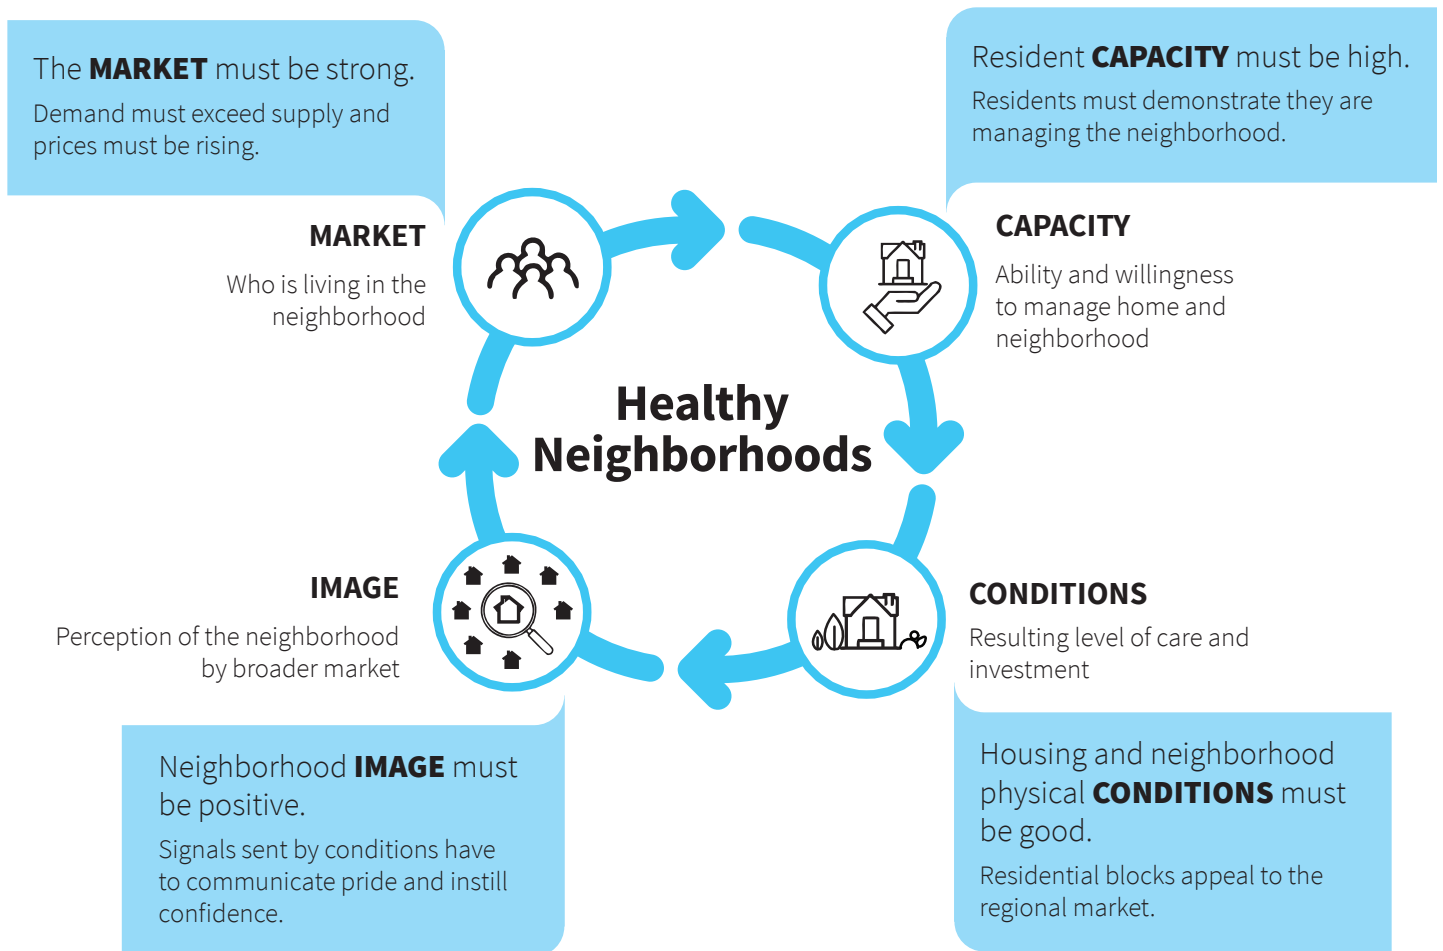 The MARKET must be strong.
Demand must exceed supply and
prices must be rising.
MARKET
Who is living in the
neighborhood
Resident CAPACITY must be high.
Residents must demonstrate they are
managing the neighborhood.
CAPACITY
Ability and willingness
to manage home and
neighborhood
Healthy
Neighborhoods
IMAGE
Perception of the neighborhood
by broader market
Neighborhood IMAGE must
be positive.
Signals sent by conditions have
to communicate pride and instill
confidence.
CONDITIONS
Resulting level of care and
investment
Housing and neighborhood
physical CONDITIONS must
be good.
Residential blocks appeal to the
regional market.